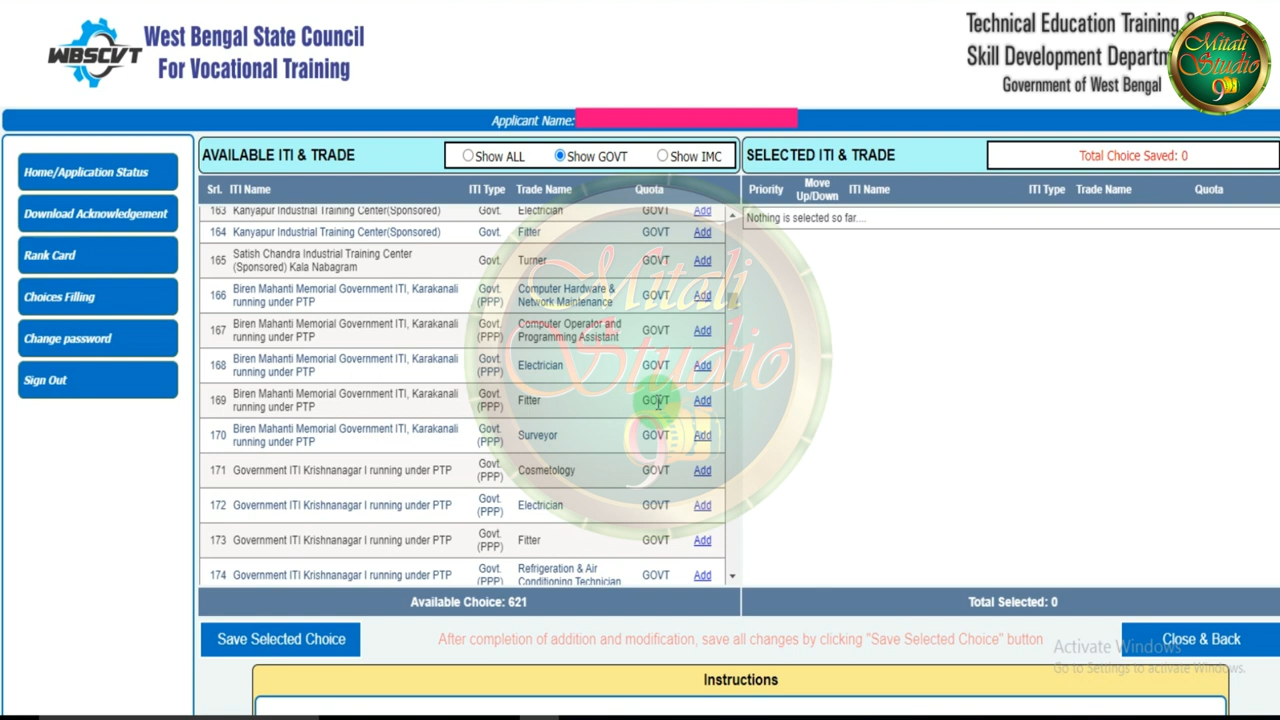 WBSCVT
West Bengal State Council
For Vocational Training
Technical Education Training &
Skill Development Departm
Government of West Bengal
Mitali
Studio
9
Applicant Name:
Home/Application Status
Download Acknowledgement
Rank Card
Choices Filling
Change password
Sign Out
AVAILABLE ITI & TRADE Show ALL Show GOVT Show IMC
Srl. ITI Name ITI Type Trade Name Quota
163 Kanyapur Industrial Training Center(Sponsored) Govt. Electrician GOVT Add
164 Kanyapur Industrial Training Center(Sponsored) Govt. Fitter GOVT Add
165 Satish Chandra Industrial Training Center Govt. Turner GOVT Add
(Sponsored) Kala Nabagram
166 Biren Mahanti Memorial Government ITI, Karakanali Govt. Computer Hardware & GOVT Add
running under PTP (PPP) Network Maintenance
167 Biren Mahanti Memorial Government ITI, Karakanali Govt. Computer Operator and GOVT Add
running under PTP (PPP) Programming Assistant
168 Biren Mahanti Memorial Government ITI, Karakanali Govt. Electrician GOVT Add
running under PTP (PPP)
169 Biren Mahanti Memorial Government ITI, Karakanali Govt. Fitter GOVT Add
running under PTP (PPP)
170 Biren Mahanti Memorial Government ITI, Karakanali Govt. Surveyor GOVT Add
running under PTP (PPP)
171 Government ITI Krishnanagar I running under PTP Govt. (PPP) Cosmetology GOVT Add
172 Government ITI Krishnanagar I running under PTP Govt. (PPP) Electrician GOVT Add
173 Government ITI Krishnanagar I running under PTP Govt. (PPP) Fitter GOVT Add
174 Government ITI Krishnanagar I running under PTP Govt. (PPP) Refrigeration & Air Conditioning Technician GOVT Add
Available Choice: 621
SELECTED ITI & TRADE Total Choice Saved: 0
Priority Move Up/Down ITI Name ITI Type Trade Name Quota
Nothing is selected so far....
Total Selected: 0
Mitali
Studio
9
Save Selected Choice
After completion of addition and modification, save all changes by clicking "Save Selected Choice" button
Close & Back
Activate Windows
Go to Settings to activate Windows.
Instructions